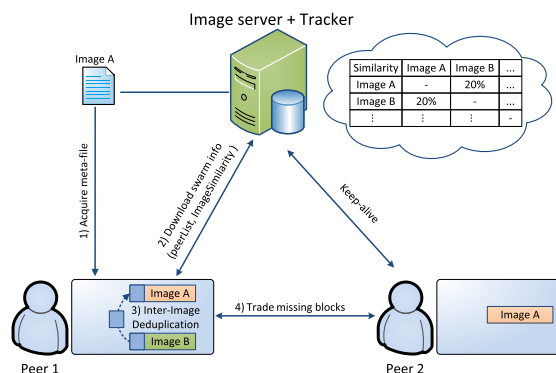 Image server + Tracker
Image A
Similarity Image A Image B ...
Image A - 20% ...
Image B 20% - ...
⋮ ⋮ ⋮ -
1) Acquire meta-file
2) Download swarm info
(peerList, ImageSimilarity )
Keep-alive
Image A
3) Inter-Image
Deduplication
Image B
4) Trade missing blocks
Image A
Peer 1
Peer 2